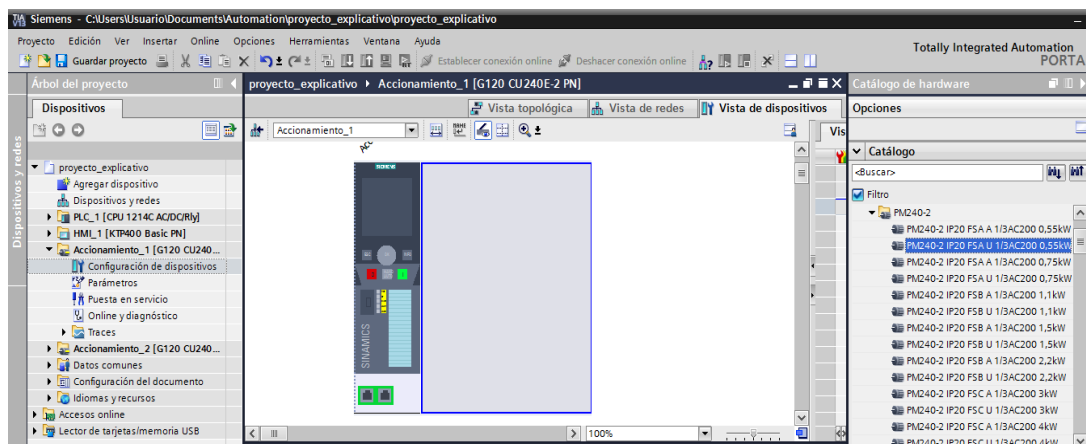 Siemens - C:\Users\Usuario\Documents\Automation\proyecto_explicativo\proyecto_explicativo
Proyecto Edición Ver Insertar Online Opciones Herramientas Ventana Ayuda
Totally Integrated Automation
PORTA
Guardar proyecto
Establecer conexión online
Deshacer conexión online
Árbol del proyecto
Dispositivos
Dispositivos y redes
proyecto_explicativo
Agregar dispositivo
Dispositivos y redes
PLC_1 [CPU 1214C AC/DC/Rly]
HMI_1 [KTP400 Basic PN]
Accionamiento_1 [G120 CU240...
Configuración de dispositivos
Parámetros
Puesta en servicio
Online y diagnóstico
Traces
Accionamiento_2 [G120 CU240...
Datos comunes
Configuración del documento
Idiomas y recursos
Accesos online
Lector de tarjetas/memoria USB
proyecto_explicativo Accionamiento_1 [G120 CU240E-2 PN]
Vista topológica
Vista de redes
Vista de dispositivos
Accionamiento_1
Vis
SIEMENS
SINAMICS
100%
Catálogo de hardware
Opciones
Catálogo
<Buscar>
Filtro
PM240-2
PM240-2 IP20 FSA A 1/3AC200 0,55kW
PM240-2 IP20 FSA U 1/3AC200 0,55kW
PM240-2 IP20 FSA A 1/3AC200 0,75kW
PM240-2 IP20 FSA U 1/3AC200 0,75kW
PM240-2 IP20 FSB A 1/3AC200 1,1kW
PM240-2 IP20 FSB U 1/3AC200 1,1kW
PM240-2 IP20 FSB A 1/3AC200 1,5kW
PM240-2 IP20 FSB U 1/3AC200 1,5kW
PM240-2 IP20 FSB A 1/3AC200 2,2kW
PM240-2 IP20 FSB U 1/3AC200 2,2kW
PM240-2 IP20 FSC A 1/3AC200 3kW
PM240-2 IP20 FSC U 1/3AC200 3kW
PM240-2 IP20 FSC A 1/3AC200 4kW
PM240-2 IP20 FSC U 1/3AC200 4kW